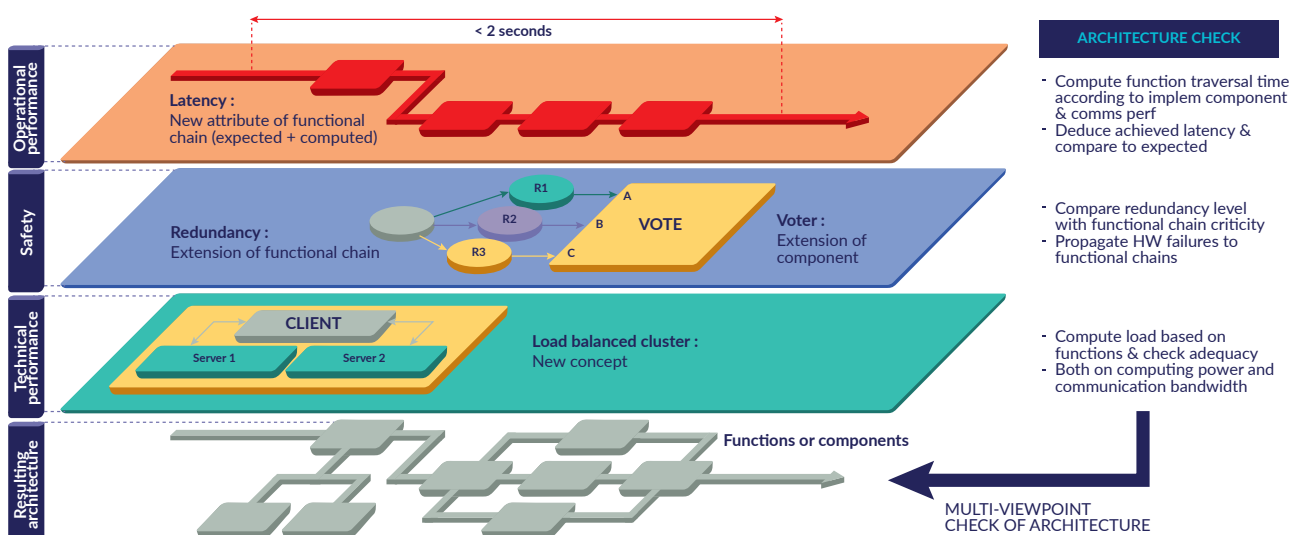 < 2 seconds
Operational
performance
Latency :
New attribute of functional
chain (expected + computed)
ARCHITECTURE CHECK
- Compute function traversal time
according to implem component
& comms perf
- Deduce achieved latency &
compare to expected
Safety
Redundancy :
Extension of functional chain
R1
R2
R3
A
B
C
VOTE
Voter :
Extension of
component
- Compare redundancy level
with functional chain criticity
- Propagate HW failures to
functional chains
Technical
performance
CLIENT
Server 1
Server 2
Load balanced cluster :
New concept
- Compute load based on
functions & check adequacy
- Both on computing power and
communication bandwidth
Resulting
architecture
Functions or components
MULTI-VIEWPOINT
CHECK OF ARCHITECTURE